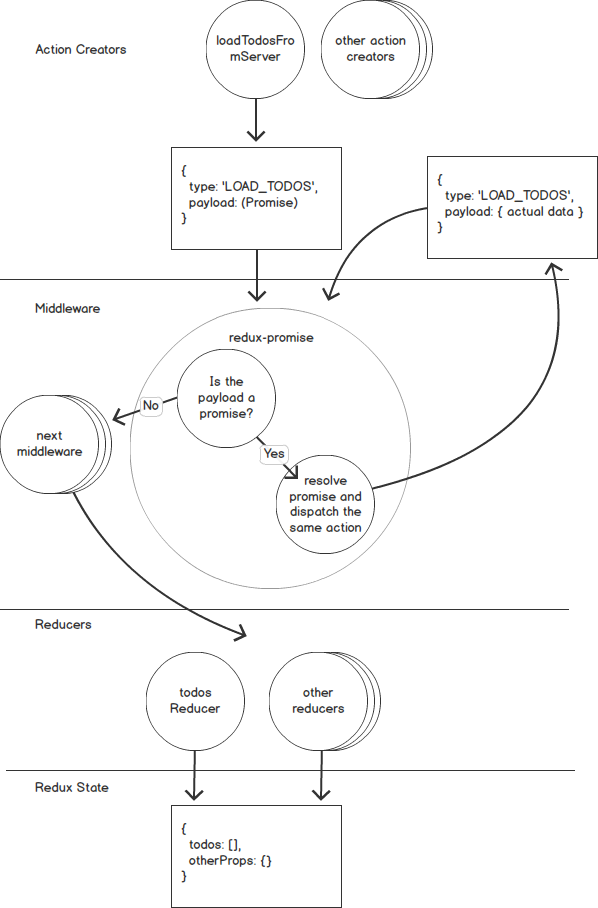 Action Creators
loadTodosFro
mServer
other action
creators
{
type: 'LOAD_TODOS',
payload: (Promise)
}
{
type: 'LOAD_TODOS',
payload: { actual data }
}
Middleware
redux-promise
Is the
payload a
promise?
No
Yes
next
middleware
resolve
promise and
dispatch the
same action
Reducers
todos
Reducer
other
reducers
Redux State
{
todos: [],
otherProps: {}
}